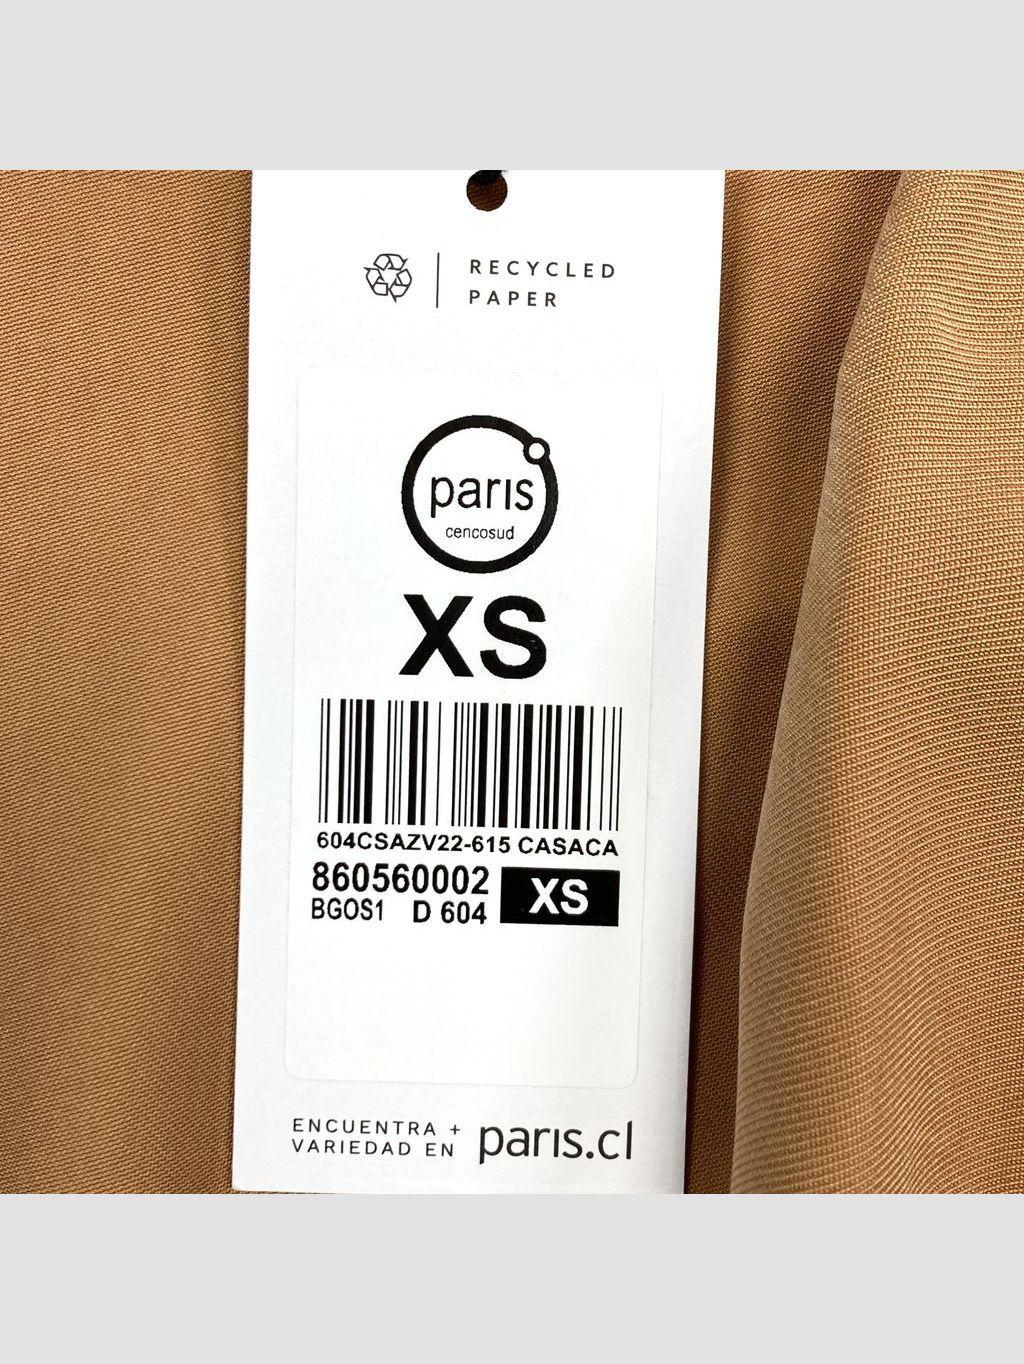 RECYCLED
PAPER
paris
cencosud
XS
604CSAZV22-615 CASACA
860560002 XS
BGOS1 D 604
ENCUENTRA +
VARIEDAD EN paris.cl